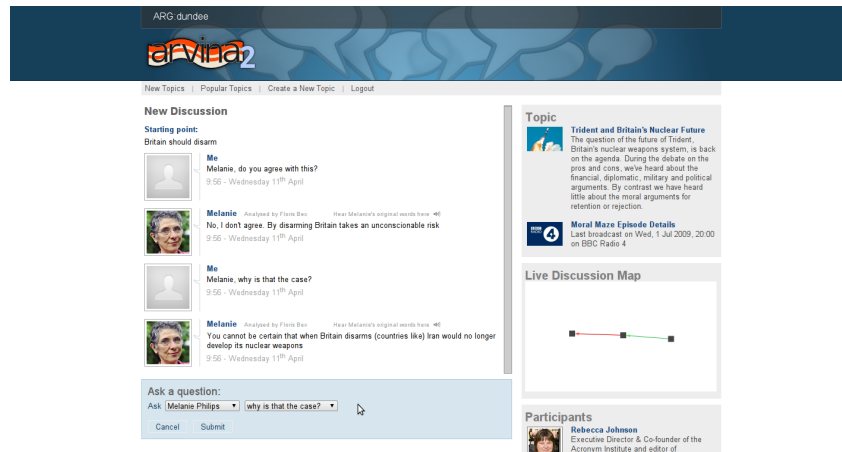 ARG:dundee
arvina2
New Topics | Popular Topics | Create a New Topic | Logout
New Discussion
Starting point:
Britain should disarm
Me
Melanie, do you agree with this?
9:56 - Wednesday 11th April
Melanie Analysed by Floris Bex Hear Melanie's original words here
No, I don't agree. By disarming Britain takes an unconscionable risk
9:56 - Wednesday 11th April
Me
Melanie, why is that the case?
9:56 - Wednesday 11th April
Melanie Analysed by Floris Bex Hear Melanie's original words here
You cannot be certain that when Britain disarms (countries like) Iran would no longer
develop its nuclear weapons
9:56 - Wednesday 11th April
Ask a question:
Ask Melanie Philips why is that the case?
Cancel Submit
Topic
Trident and Britain's Nuclear Future
The question of the future of Trident,
Britain's nuclear weapons system, is back
on the agenda. During the debate on the
pros and cons, we've heard about the
financial, diplomatic, military and political
arguments. By contrast we have heard
little about the moral arguments for
retention or rejection.
BBC RADIO 4
Moral Maze Episode Details
Last broadcast on Wed, 1 Jul 2009, 20:00
on BBC Radio 4
Live Discussion Map
Participants
Rebecca Johnson
Executive Director & Co-founder of the
Acronym Institute and editor of